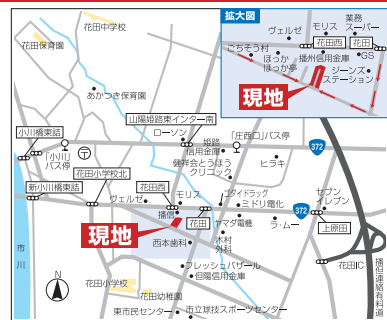 拡大図
花田中学校
花田保育園
あかつき保育園
ヴェルゼ
モリス
業務
スーパー
花田西
花田
ごちそう村
ほっか
ほっか亭
播州信用金庫
GS
ジーンズ
ステーション
現地
山陽姫路東インター南
小川橋東詰
ローソン
姫路
信用金庫
「庄西口」バス停
372
「小川」
バス停
健祥会とうほう
クリニック
ヒラキ
花田小学校北
新小川橋東詰
花田西
ヴェルゼ
モリス
播信
ゴダイドラッグ
ミドリ電化
セブン
イレブン
372
現地
花田
ヤマダ電機
ラ・ムー
上原田
西本歯科
木村
外科
市川
フレッシュバザール
但陽信用金庫
花田IC
播但連絡有料道
N
花田小学校
花田幼稚園
東市民センター
市立球技スポーツセンター